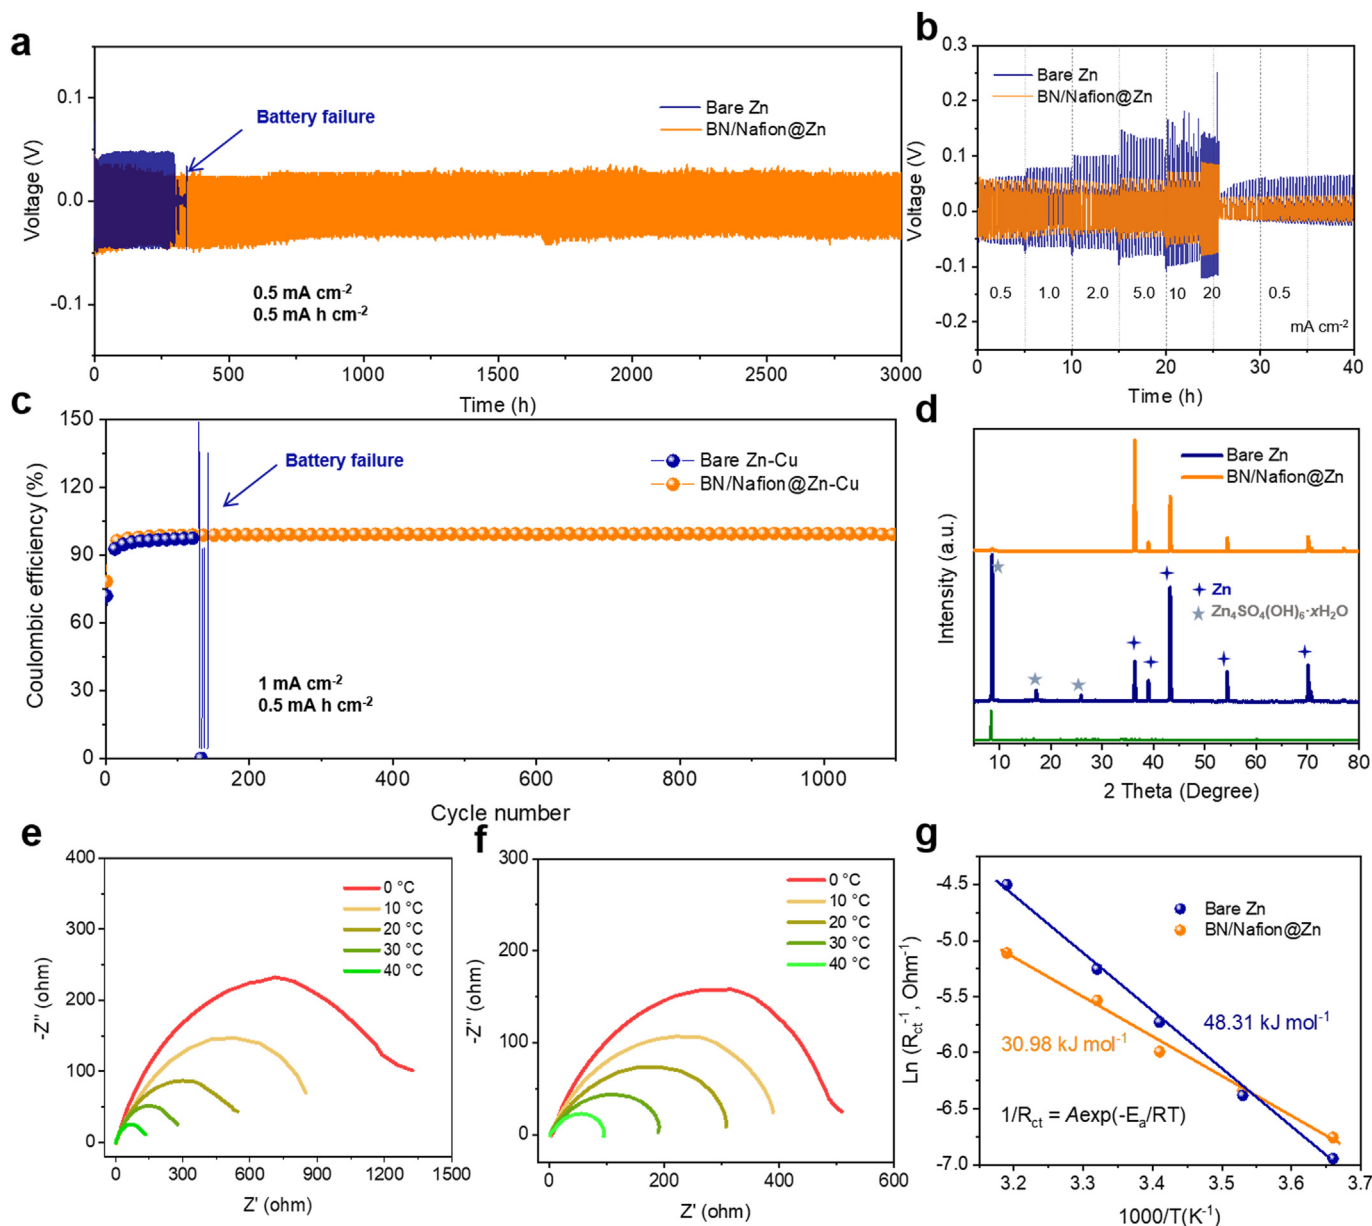 a
0.1
0.0
-0.1
Voltage (V)
Battery failure
Bare Zn
BN/Nafion@Zn
0.5 mA cm⁻²
0.5 mA h cm⁻²
0 500 1000 1500 2000 2500 3000
Time (h)
b
0.3
0.2
0.1
0.0
-0.1
-0.2
Voltage (V)
Bare Zn
BN/Nafion@Zn
0.5 1.0 2.0 5.0 10 20 0.5
mA cm⁻²
0 10 20 30 40
Time (h)
c
150
120
90
60
30
0
Coulombic efficiency (%)
Battery failure
Bare Zn-Cu
BN/Nafion@Zn-Cu
1 mA cm⁻²
0.5 mA h cm⁻²
0 200 400 600 800 1000
Cycle number
d
Intensity (a.u.)
Bare Zn
BN/Nafion@Zn
Zn
Zn₄SO₄(OH)₆·xH₂O
10 20 30 40 50 60 70 80
2 Theta (Degree)
e
400
300
200
100
0
-Z" (ohm)
0 °C
10 °C
20 °C
30 °C
40 °C
0 300 600 900 1200 1500
Z' (ohm)
f
300
200
100
0
-Z" (ohm)
0 °C
10 °C
20 °C
30 °C
40 °C
0 200 400 600
Z' (ohm)
g
-4.5
-5.0
-5.5
-6.0
-6.5
-7.0
Ln (Rct⁻¹, Ohm⁻¹)
Bare Zn
BN/Nafion@Zn
48.31 kJ mol⁻¹
30.98 kJ mol⁻¹
1/Rct = Aexp(-Ea/RT)
3.2 3.3 3.4 3.5 3.6 3.7
1000/T(K⁻¹)